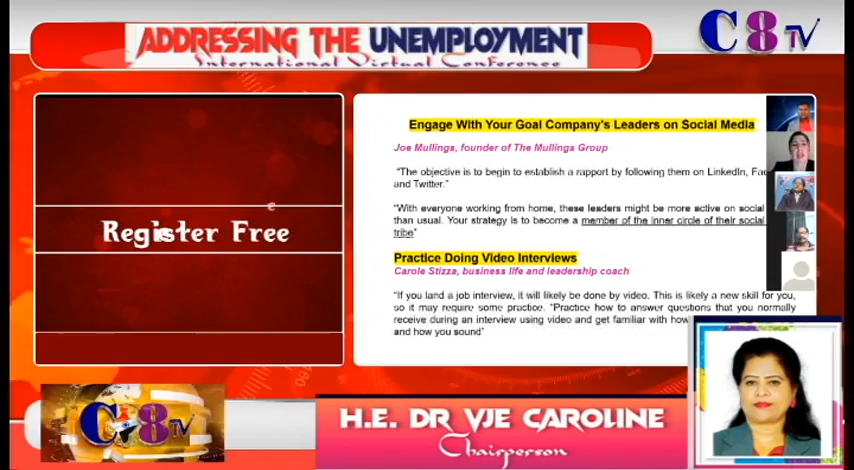 ADDRESSING THE UNEMPLOYMENT
International Virtual Conference
C8TV
Engage With Your Goal Company's Leaders on Social Media
Joe Mullings, founder of The Mullings Group
"The objective is to begin to establish a rapport by following them on LinkedIn,
and Twitter."
"With everyone working from home, these leaders might be more active on social
than usual. Your strategy is to become a member of the inner circle of their social
tribe"
Register Free
Practice Doing Video Interviews
Carole Stizza, business life and leadership coach
"If you land a job interview, it will likely be done by video. This is likely a new skill for you,
so it may require some practice. "Practice how to answer questions that you normally
receive during an interview using video and get familiar with how
and how you sound"
C8TV
H.E. DR VJE CAROLINE
Chairperson